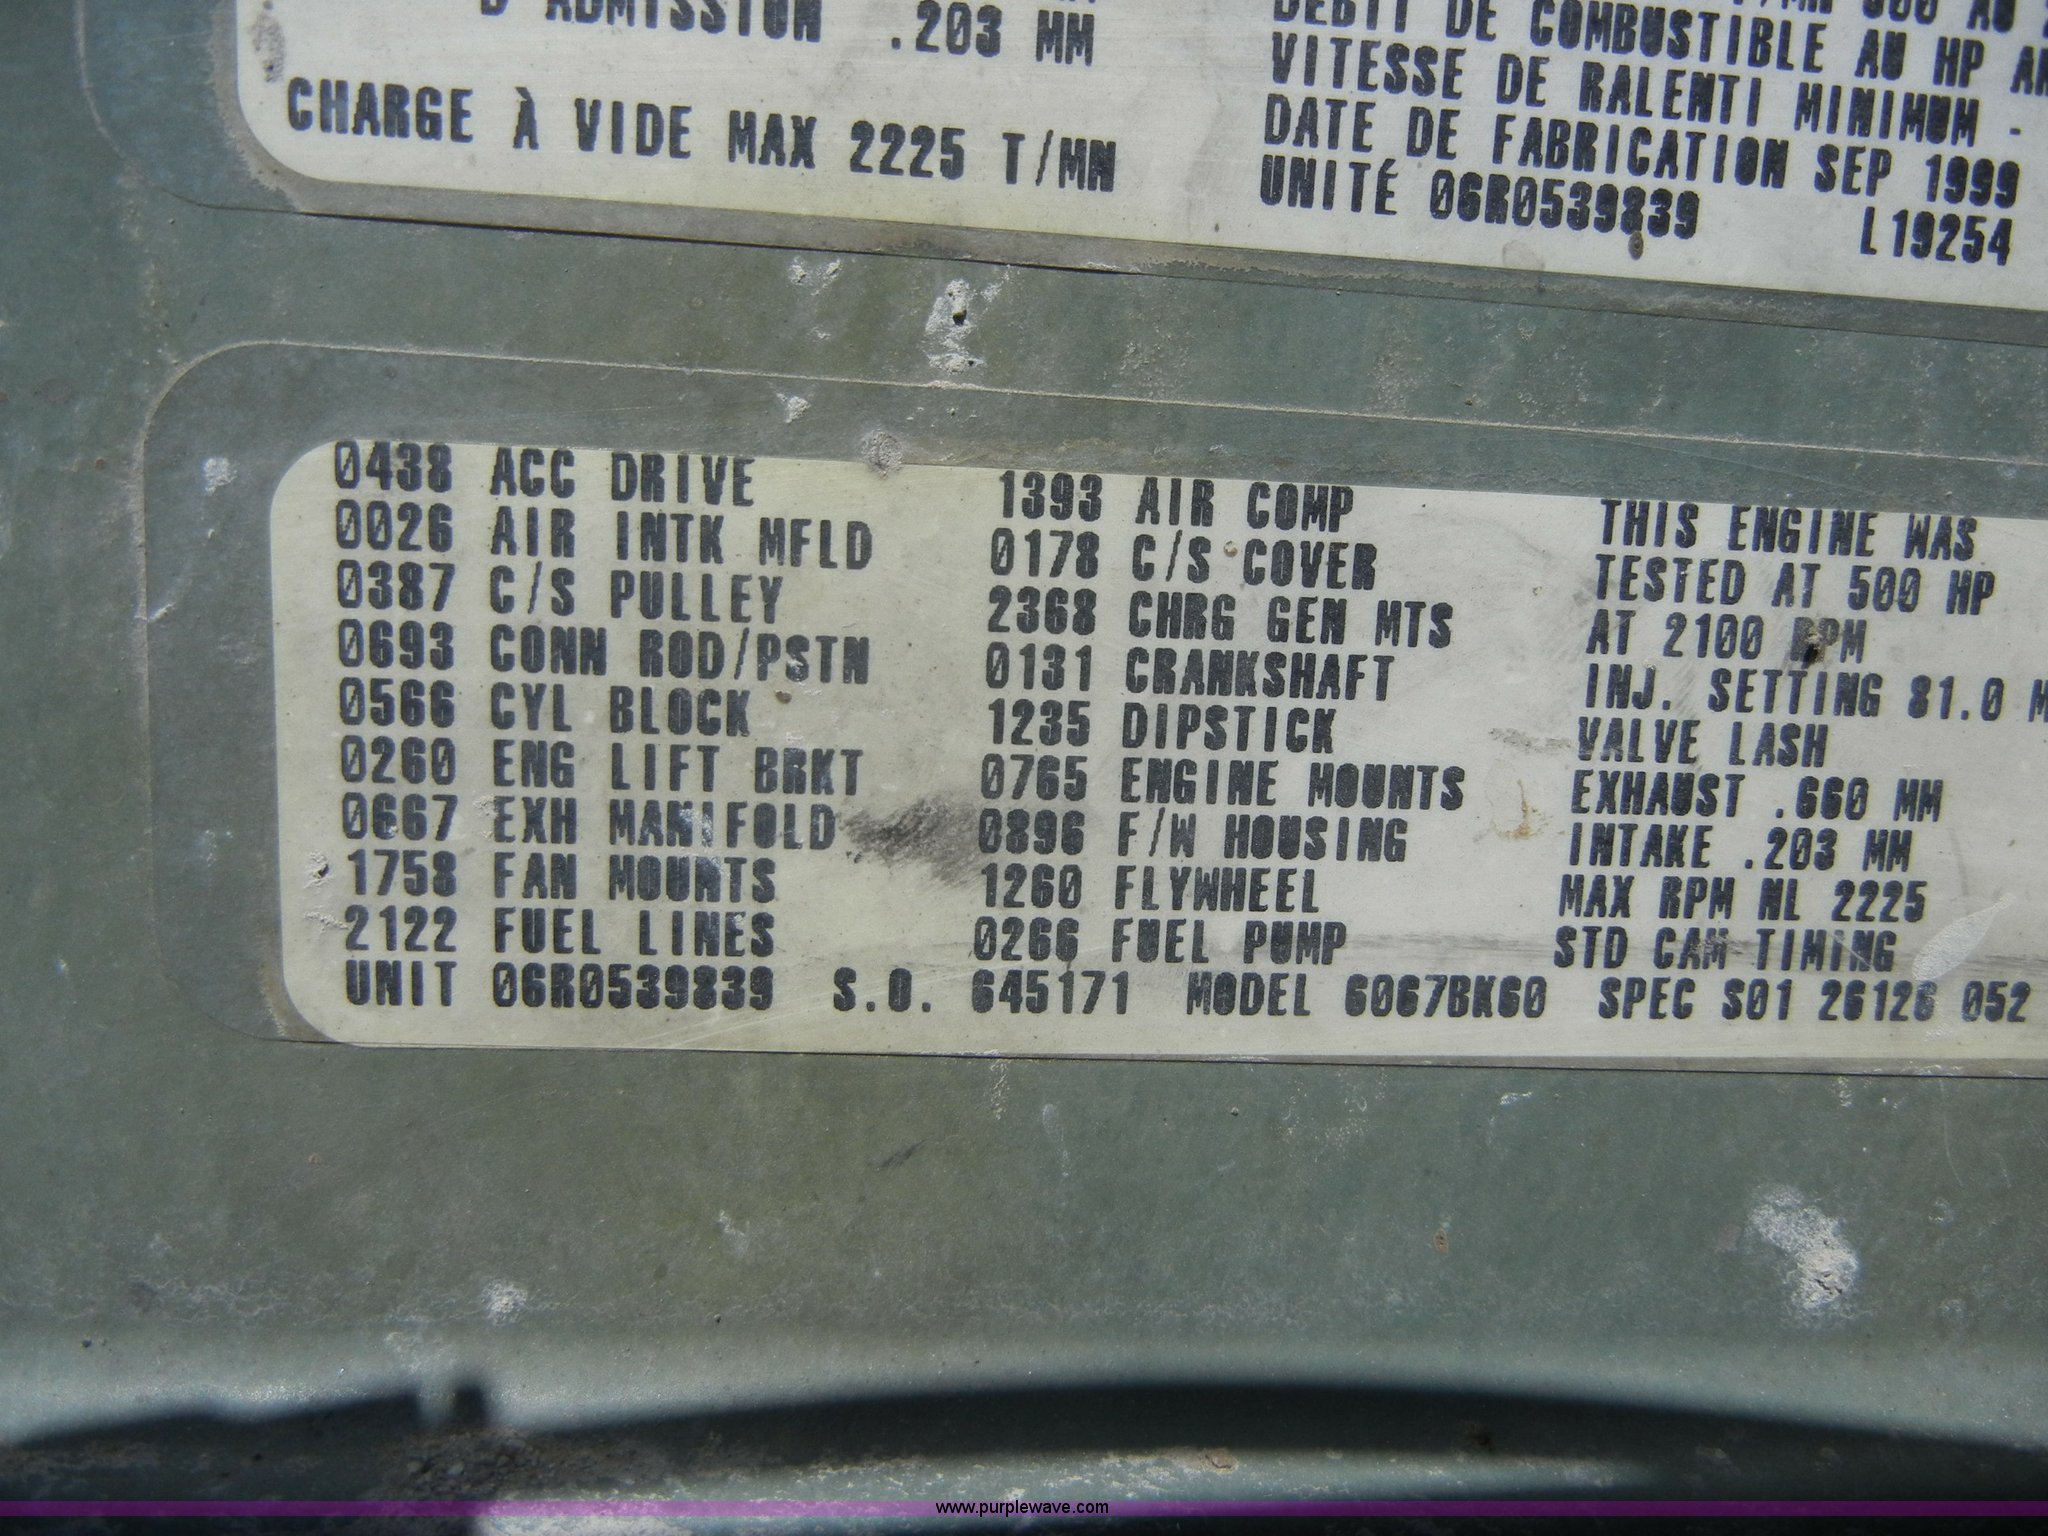 D'ADMISSION .203 MM
CHARGE À VIDE MAX 2225 T/MN
DÉBIT DE COMBUSTIBLE AU HP
VITESSE DE RALENTI MINIMUM -
DATE DE FABRICATION SEP 1999
UNITÉ 06R0539839 L19254
0438 ACC DRIVE 1393 AIR COMP THIS ENGINE WAS
0026 AIR INTK MFLD 0178 C/S COVER TESTED AT 500 HP
0387 C/S PULLEY 2368 CHRG GEN MTS AT 2100 RPM
0693 CONN ROD/PSTN 0131 CRANKSHAFT INJ. SETTING 81.0 M
0566 CYL BLOCK 1235 DIPSTICK VALVE LASH
0260 ENG LIFT BRKT 0765 ENGINE MOUNTS EXHAUST .660 MM
0667 EXH MANIFOLD 0896 F/W HOUSING INTAKE .203 MM
1758 FAN MOUNTS 1260 FLYWHEEL MAX RPM NL 2225
2122 FUEL LINES 0266 FUEL PUMP STD CAM TIMING
UNIT 06R0539839 S.O. 645171 MODEL 6067BK60 SPEC S01 26126 052
www.purplewave.com